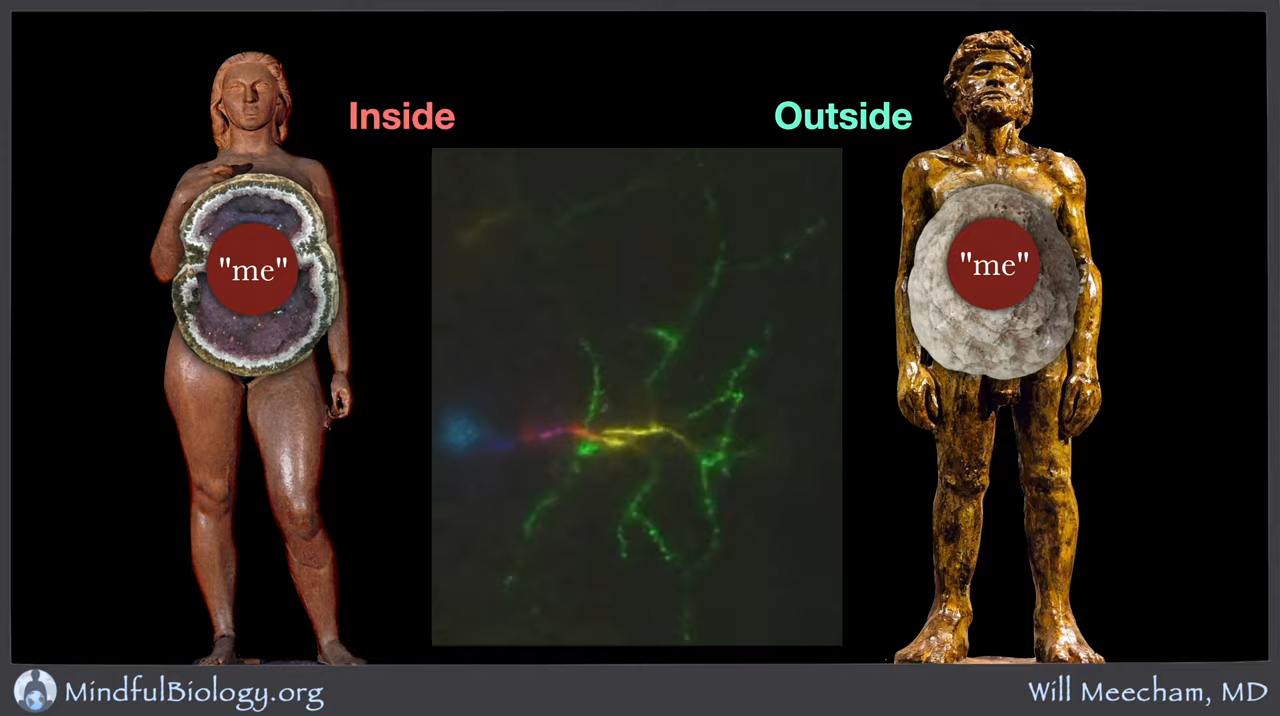 Inside
Outside
"me"
"me"
MindfulBiology.org
Will Meecham, MD